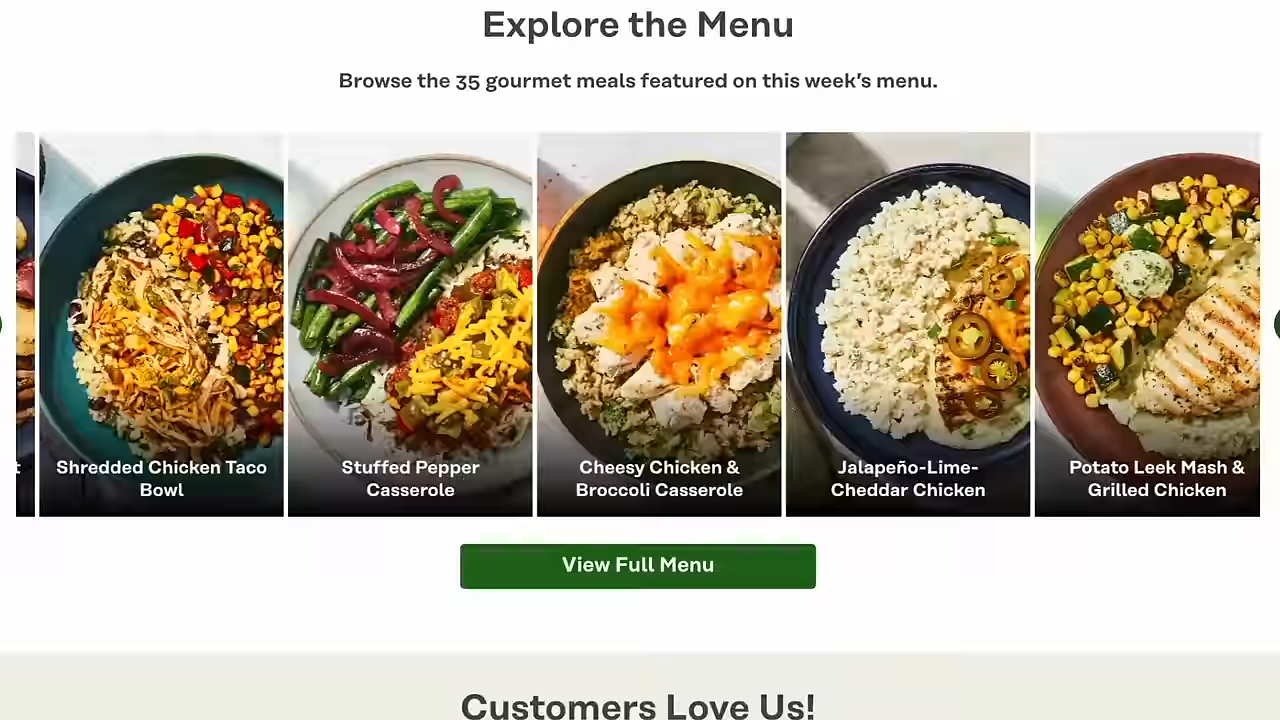 Explore the Menu
Browse the 35 gourmet meals featured on this week's menu.
t
Shredded Chicken Taco
Bowl
Stuffed Pepper
Casserole
Cheesy Chicken &
Broccoli Casserole
Jalapeño-Lime-
Cheddar Chicken
Potato Leek Mash &
Grilled Chicken
View Full Menu
Customers Love Us!